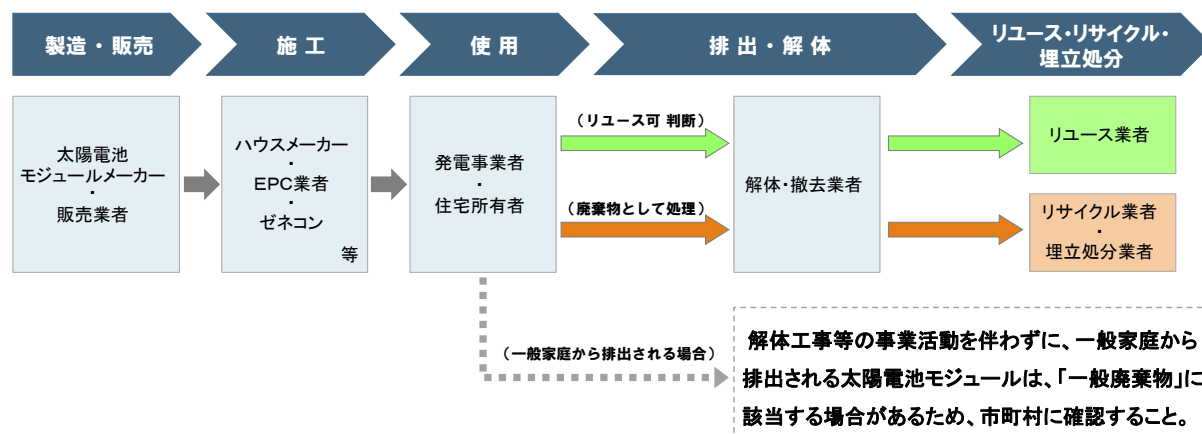 製造・販売
施工
使用
排出・解体
リユース・リサイクル・
埋立処分
太陽電池
モジュールメーカー
・
販売業者
ハウスメーカー
・
EPC業者
・
ゼネコン
等
発電事業者
・
住宅所有者
(リユース可 判断)
(廃棄物として処理)
解体・撤去業者
リユース業者
リサイクル業者
・
埋立処分業者
(一般家庭から排出される場合)
解体工事等の事業活動を伴わずに、一般家庭から
排出される太陽電池モジュールは、「一般廃棄物」に
該当する場合があるため、市町村に確認すること。